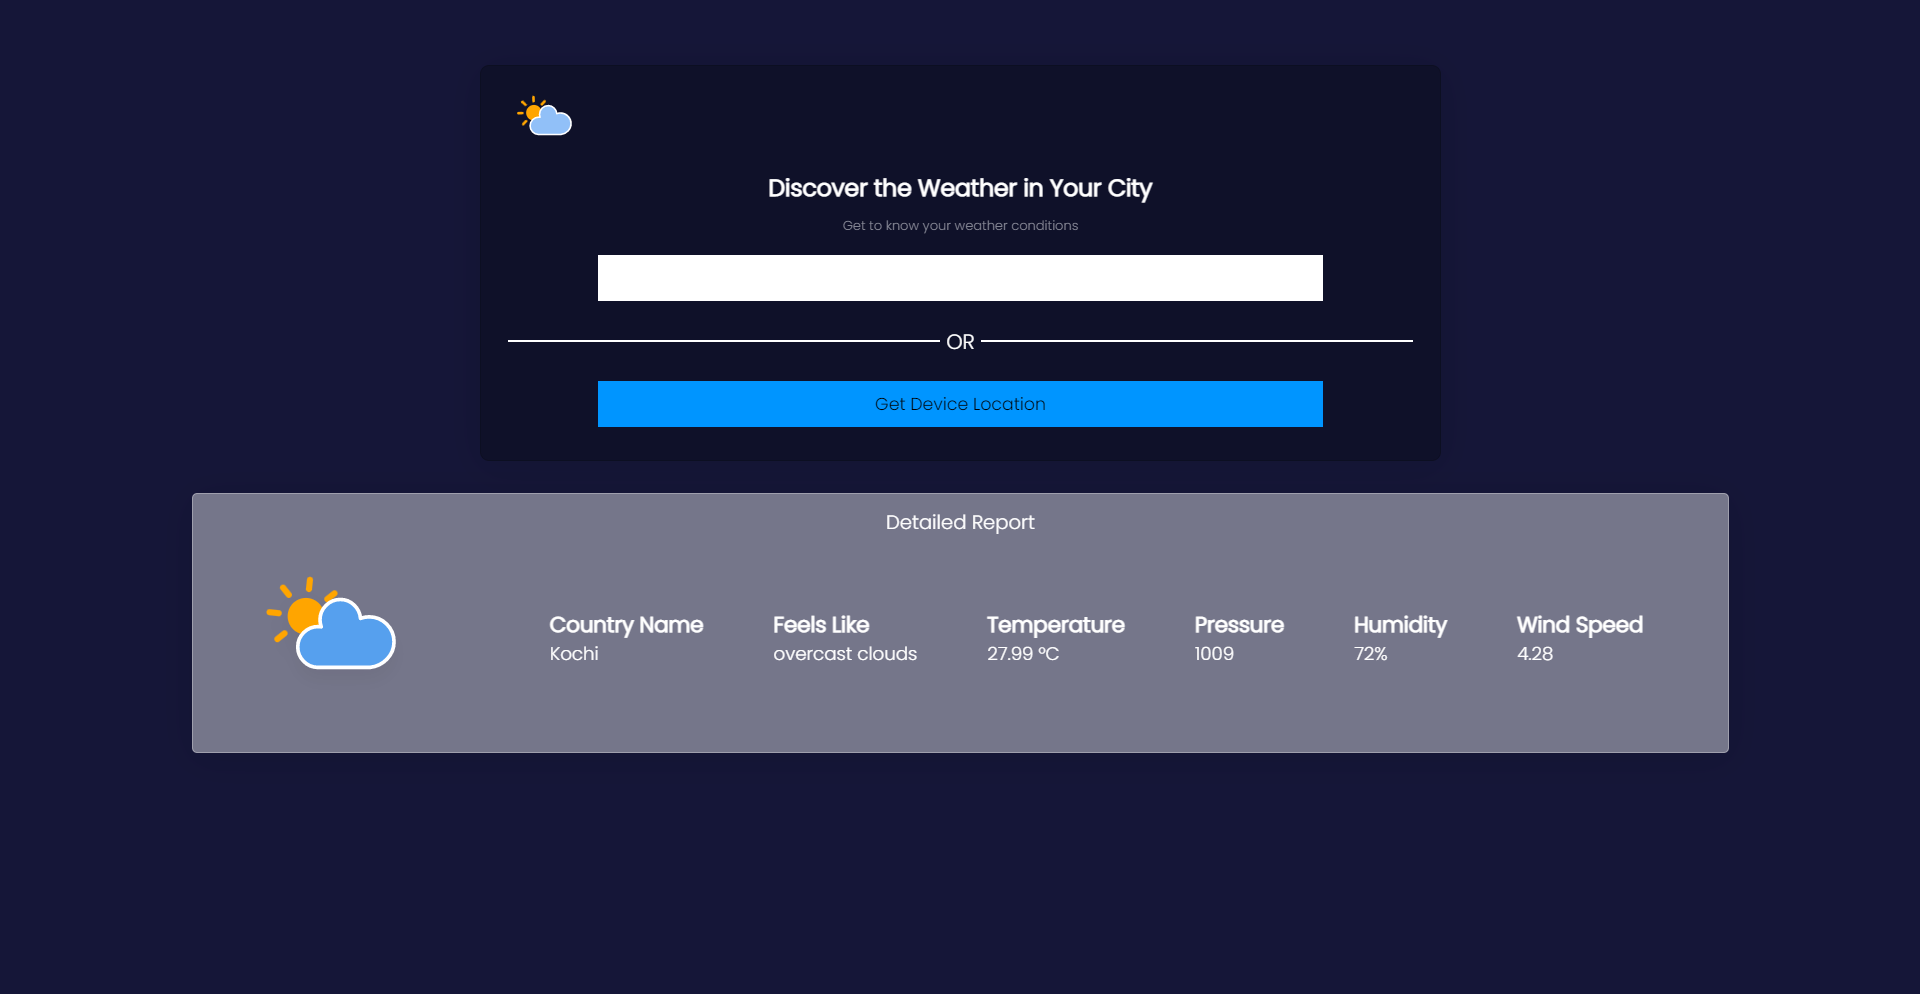 Discover the Weather in Your City
Get to know your weather conditions
OR
Get Device Location
Detailed Report
Country Name Feels Like Temperature Pressure Humidity Wind Speed
Kochi overcast clouds 27.99 °C 1009 72% 4.28